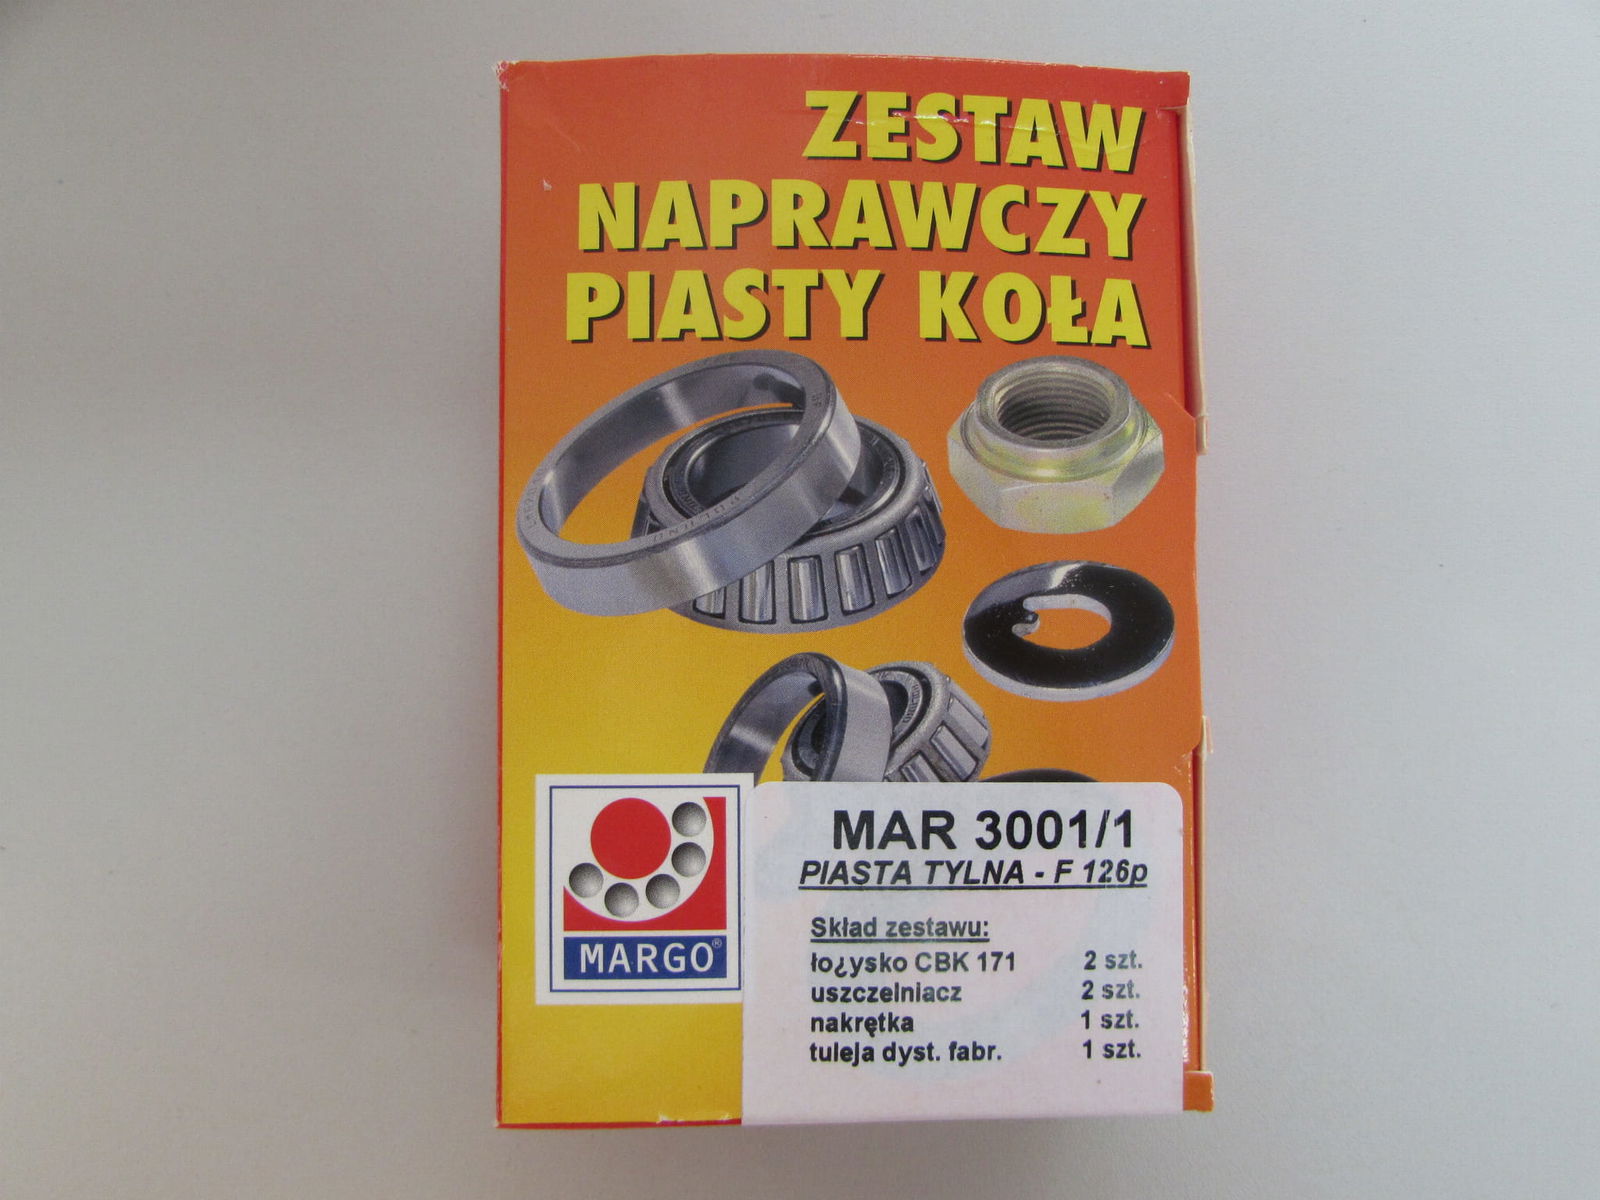 ZESTAW
NAPRAWCZY
PIASTY KOŁA
MARGO®
MAR 3001/1
PIASTA TYLNA - F 126p
Skład zestawu:
ło¿ysko CBK 171 2 szt.
uszczelniacz 2 szt.
nakrętka 1 szt.
tuleja dyst. fabr. 1 szt.